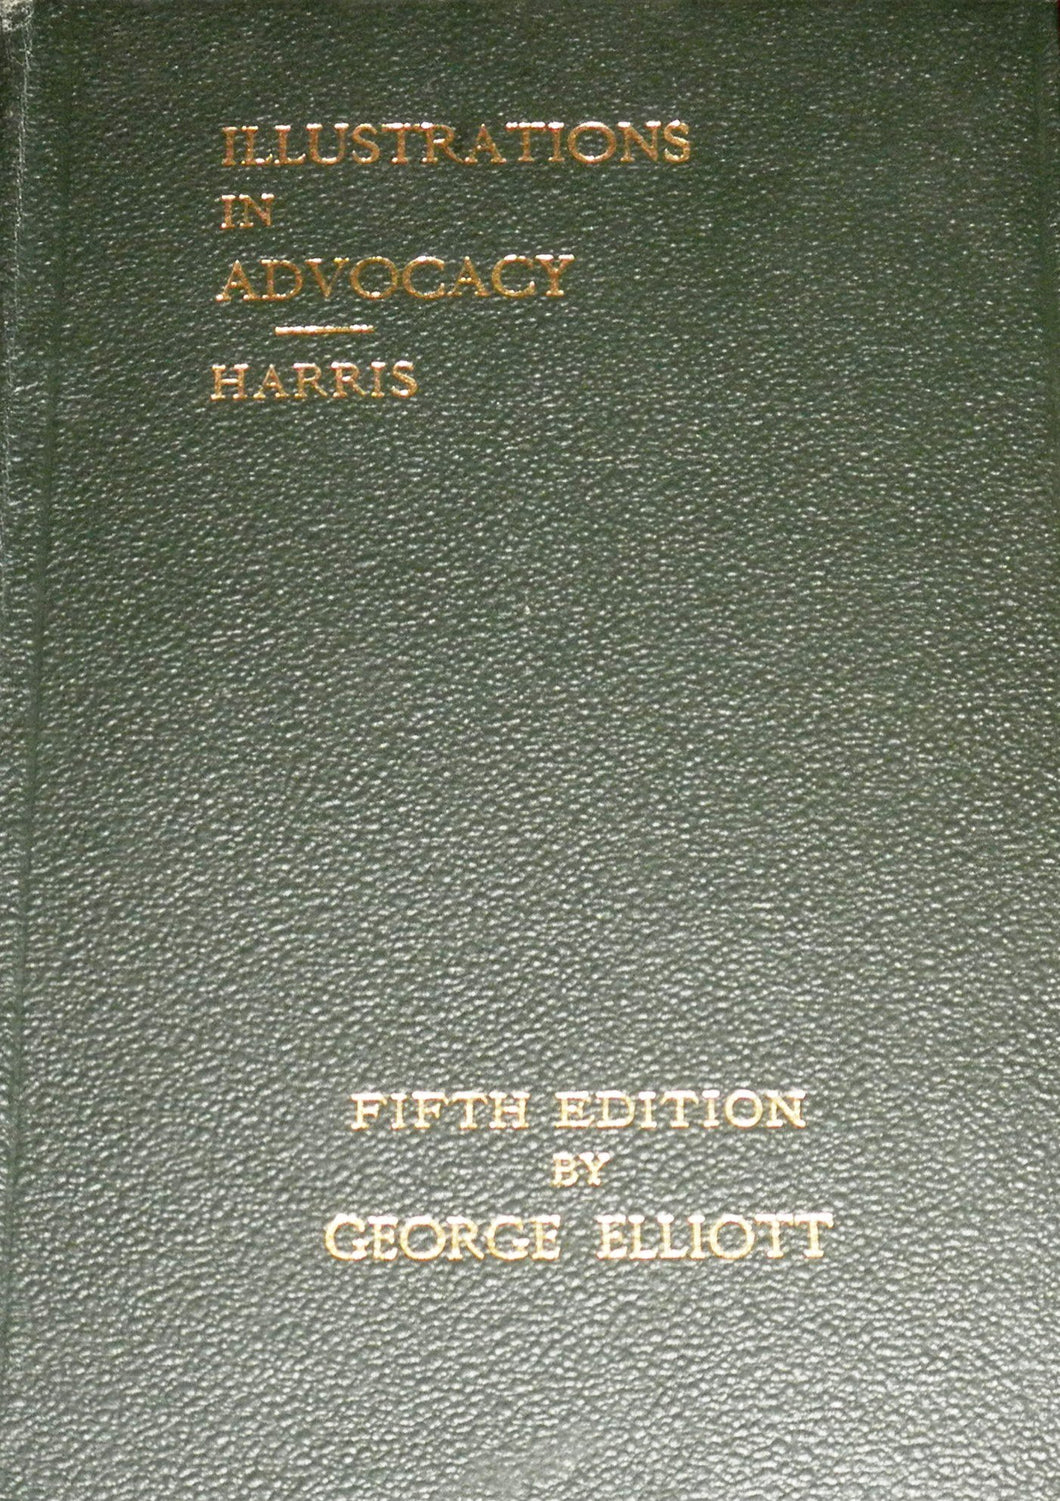 ILLUSTRATIONS
IN
ADVOCACY
HARRIS
FIFTH EDITION
BY
GEORGE ELLIOTT